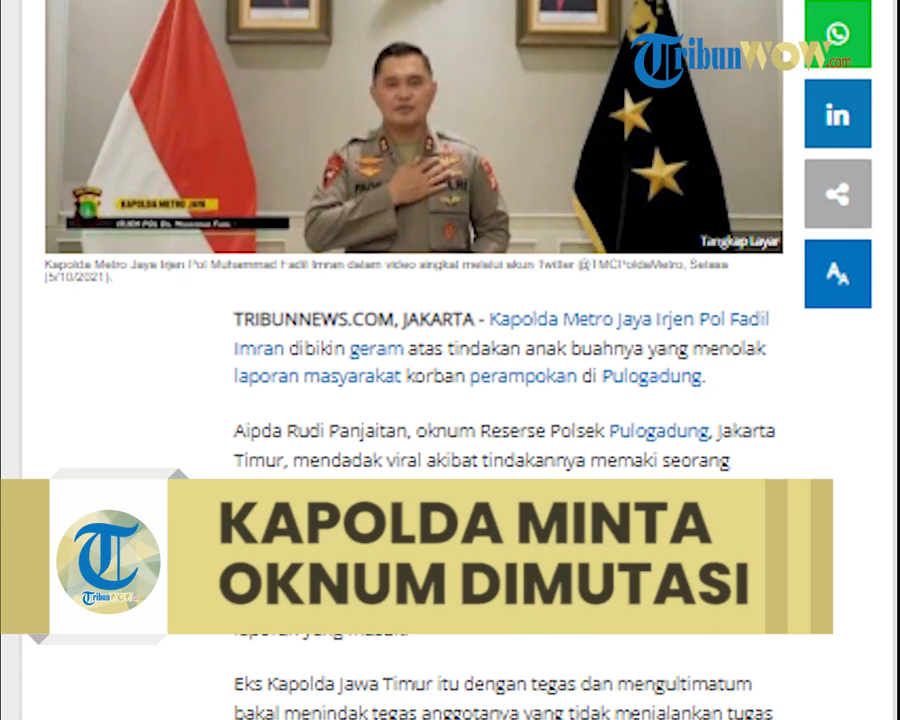 TribunWOW.com
KAPOLDA METRO JAYA
Tangkap Layar
Kapolda Metro Jaya Irjen Pol Muhammad Fadil Imran dalam video singkat melalui akun Twitter @TMCPoldaMetro, Selasa
(5/10/2021).
in
TRIBUNNEWS.COM, JAKARTA - Kapolda Metro Jaya Irjen Pol Fadil
Imran dibikin geram atas tindakan anak buahnya yang menolak
laporan masyarakat korban perampokan di Pulogadung.
Aipda Rudi Panjaitan, oknum Reserse Polsek Pulogadung, Jakarta
Timur, mendadak viral akibat tindakannya memaki seorang
KAPOLDA MINTA
OKNUM DIMUTASI
T
TribunWOW
Eks Kapolda Jawa Timur itu dengan tegas dan mengultimatum
bakal menindak tegas anggotanya yang tidak menjalankan tugas